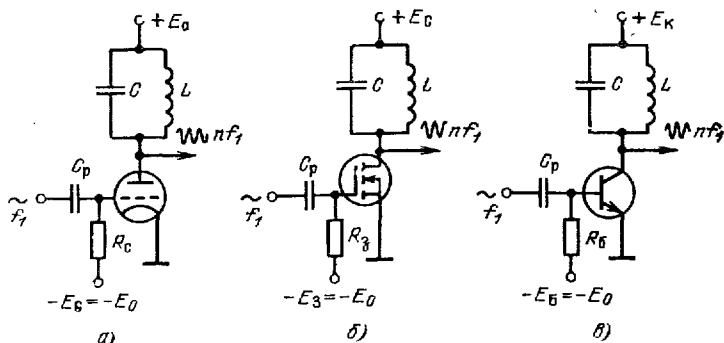 + Eа + Eс + Eк
C L C L C L
nf₁ nf₁ nf₁
Cр Cр Cр
~ f₁ ~ f₁ ~ f₁
Rс Rз Rб
-Eс=-E₀ -Eз=-E₀ -Eб=-E₀
а) б) в)